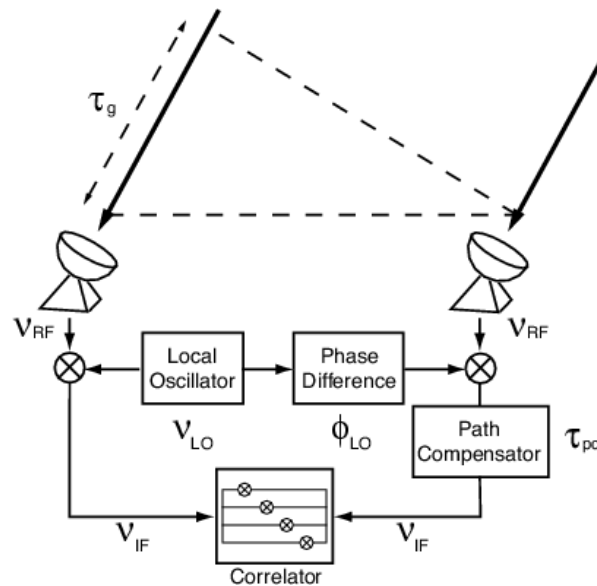 τg
νRF
νRF
Local
Oscillator
Phase
Difference
νLO
ϕLO
Path
Compensator
τpc
νIF
νIF
Correlator